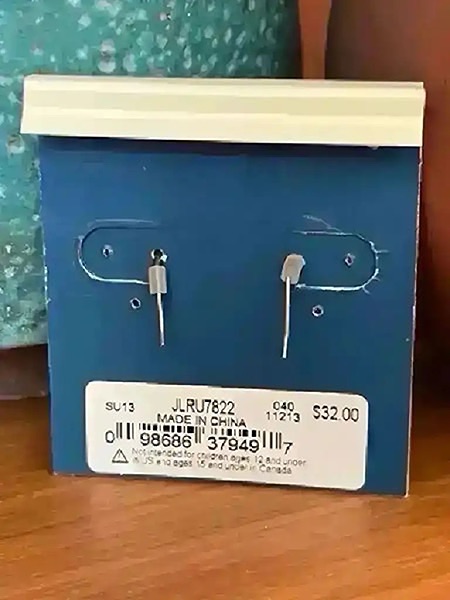 SU13 JLRU7822 040 $32.00
MADE IN CHINA 11213
0 98686 37949 7
Not intended for children ages 12 and under
in US and ages 15 and under in Canada.